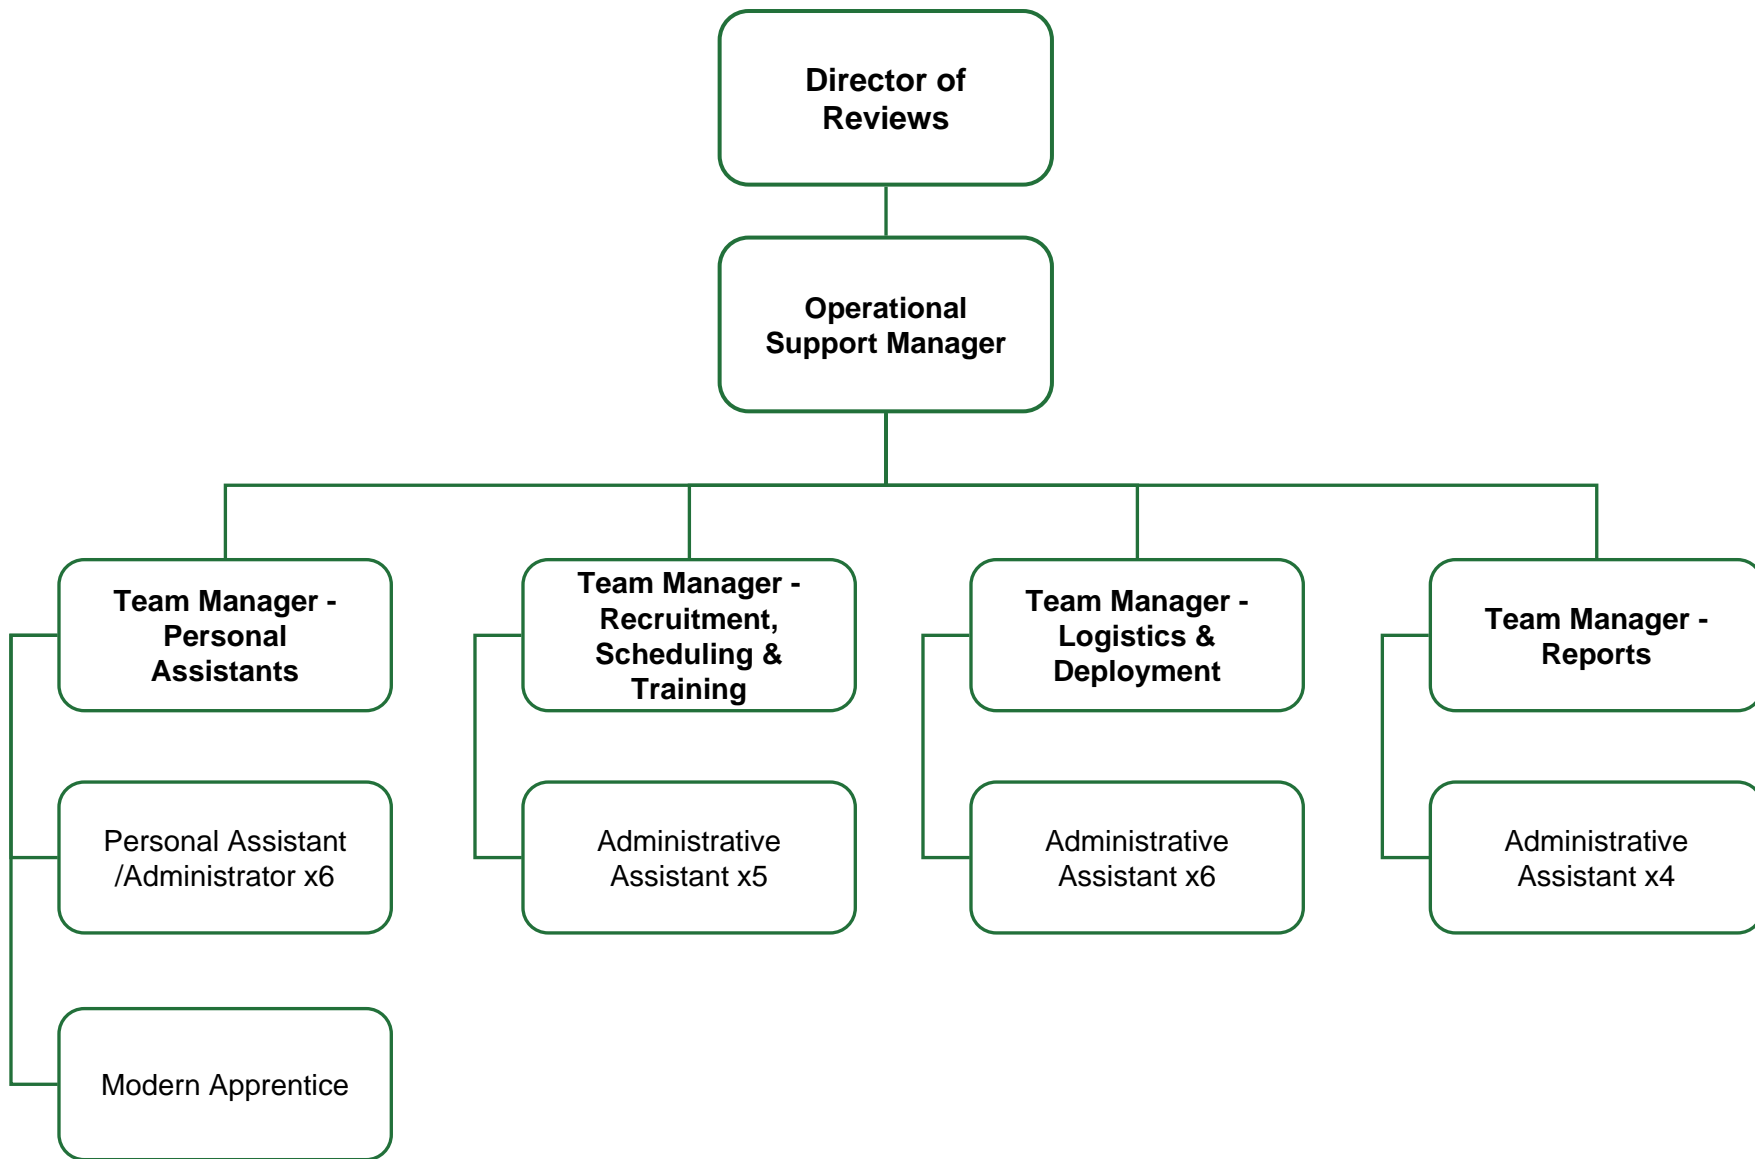 Director of
Reviews
Operational
Support Manager
Team Manager -
Personal
Assistants
Team Manager -
Recruitment,
Scheduling &
Training
Team Manager -
Logistics &
Deployment
Team Manager -
Reports
Personal Assistant
/Administrator x6
Administrative
Assistant x5
Administrative
Assistant x6
Administrative
Assistant x4
Modern Apprentice